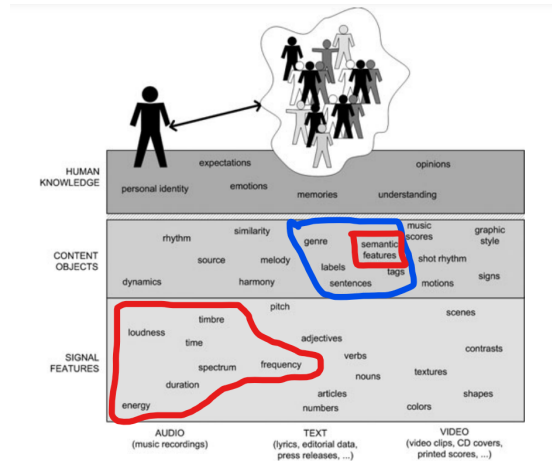 expectations
opinions
HUMAN
KNOWLEDGE
personal identity
emotions
memories
understanding
similarity
music
scores
graphic
style
rhythm
genre
semantic
features
CONTENT
OBJECTS
source
melody
labels
shot rhythm
tags
dynamics
harmony
sentences
motions
signs
pitch
scenes
timbre
loudness
time
adjectives
verbs
contrasts
SIGNAL
FEATURES
spectrum
frequency
nouns
textures
duration
articles
shapes
energy
numbers
colors
AUDIO
(music recordings)
TEXT
(lyrics, editorial data,
press releases, ...)
VIDEO
(video clips, CD covers,
printed scores, ...)